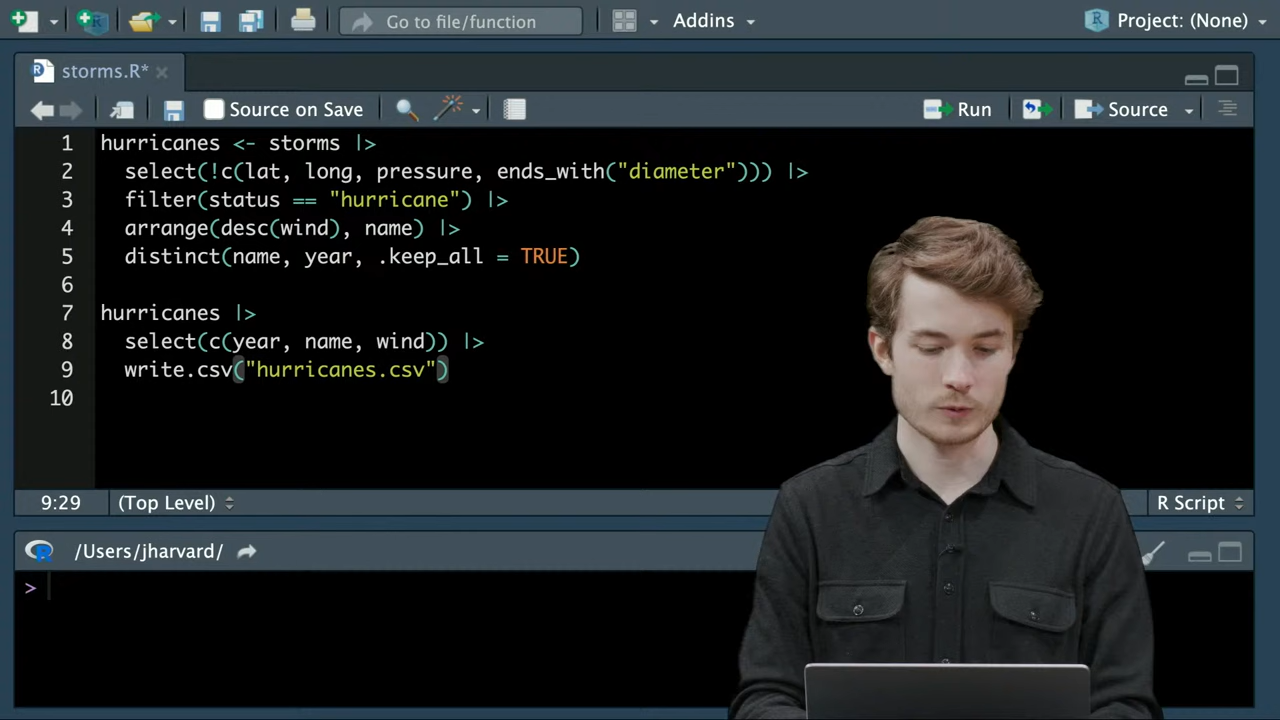 Go to file/function
Addins
Project: (None)
storms.R*
Source on Save
Run
Source
1 hurricanes <- storms |>
2 select(!c(lat, long, pressure, ends_with("diameter"))) |>
3 filter(status == "hurricane") |>
4 arrange(desc(wind), name) |>
5 distinct(name, year, .keep_all = TRUE)
6
7 hurricanes |>
8 select(c(year, name, wind)) |>
9 write.csv("hurricanes.csv")
10
9:29
(Top Level)
R Script
/Users/jharvard/
>